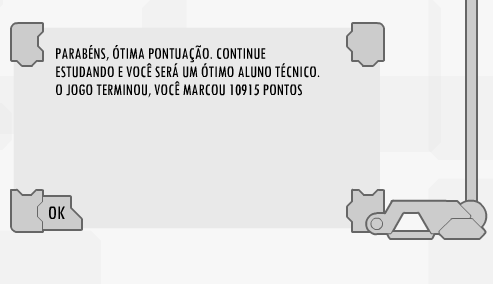 PARABÉNS, ÓTIMA PONTUAÇÃO. CONTINUE
ESTUDANDO E VOCÊ SERÁ UM ÓTIMO ALUNO TÉCNICO.
O JOGO TERMINOU, VOCÊ MARCOU 10915 PONTOS
OK